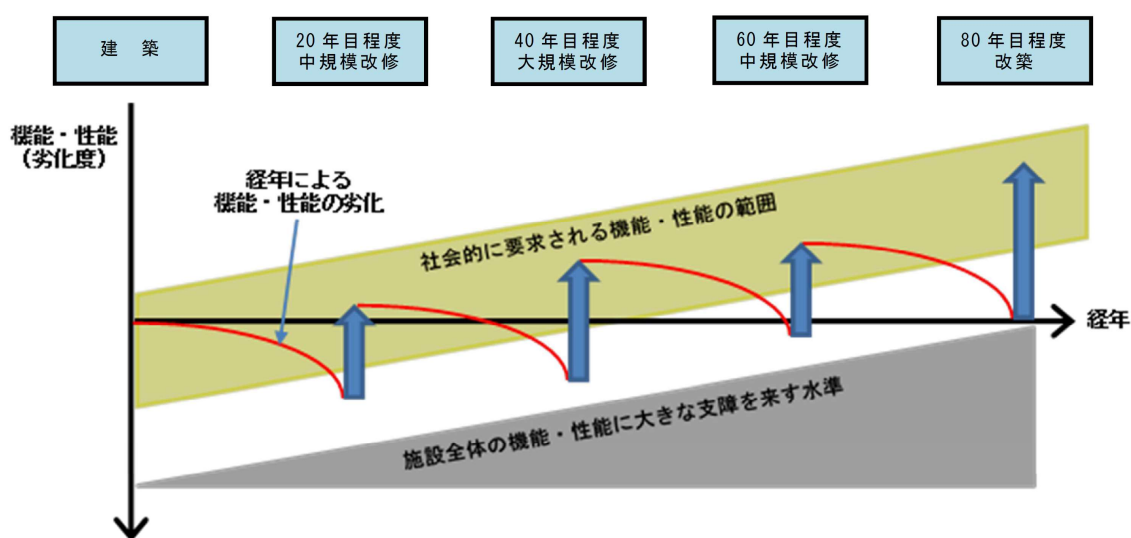 建 築
20 年目程度
中規模改修
40 年目程度
大規模改修
60 年目程度
中規模改修
80 年目程度
改築
機能・性能
（劣化度）
経年による
機能・性能の劣化
社会的に要求される機能・性能の範囲
経年
施設全体の機能・性能に大きな支障を来す水準